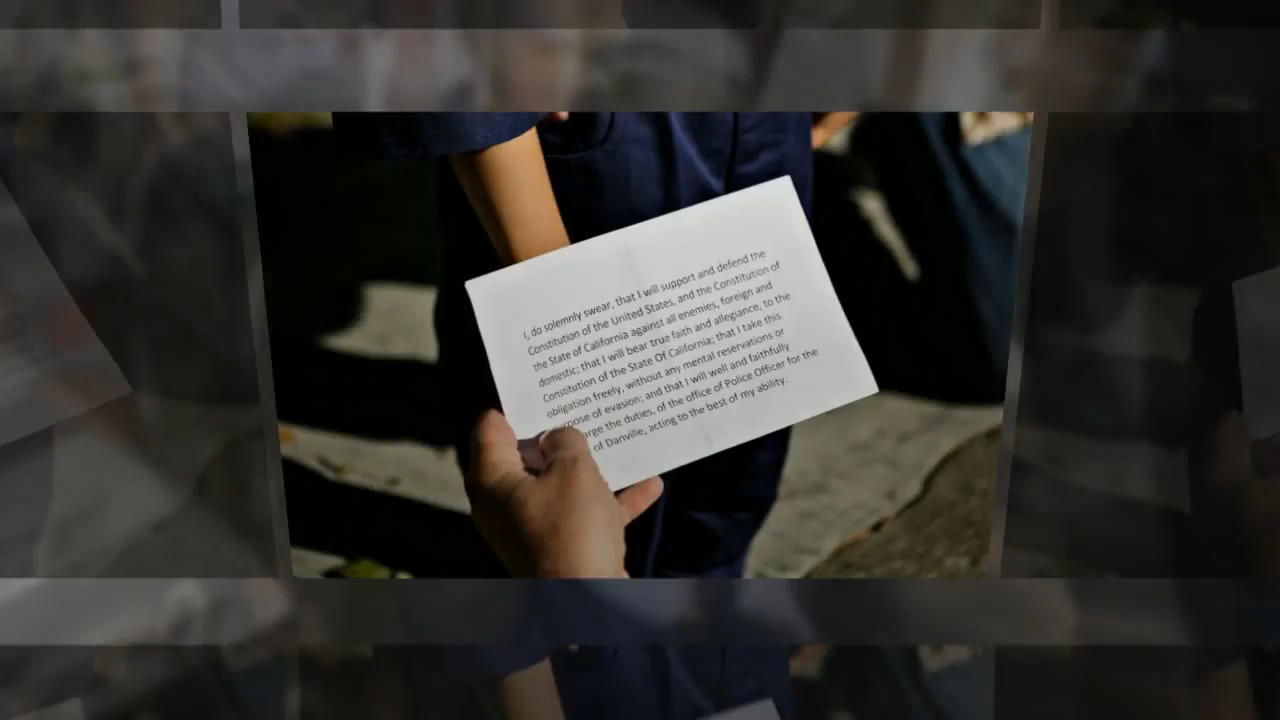 I, do solemnly swear, that I will support and defend the
Constitution of the United States, and the Constitution of
the State of California against all enemies, foreign and
domestic; that I will bear true faith and allegiance, to the
Constitution of the State Of California; that I take this
obligation freely, without any mental reservations or
of evasion; and that I will well and faithfully
the duties, of the office of Police Officer for the
of Danville, acting to the best of my ability.